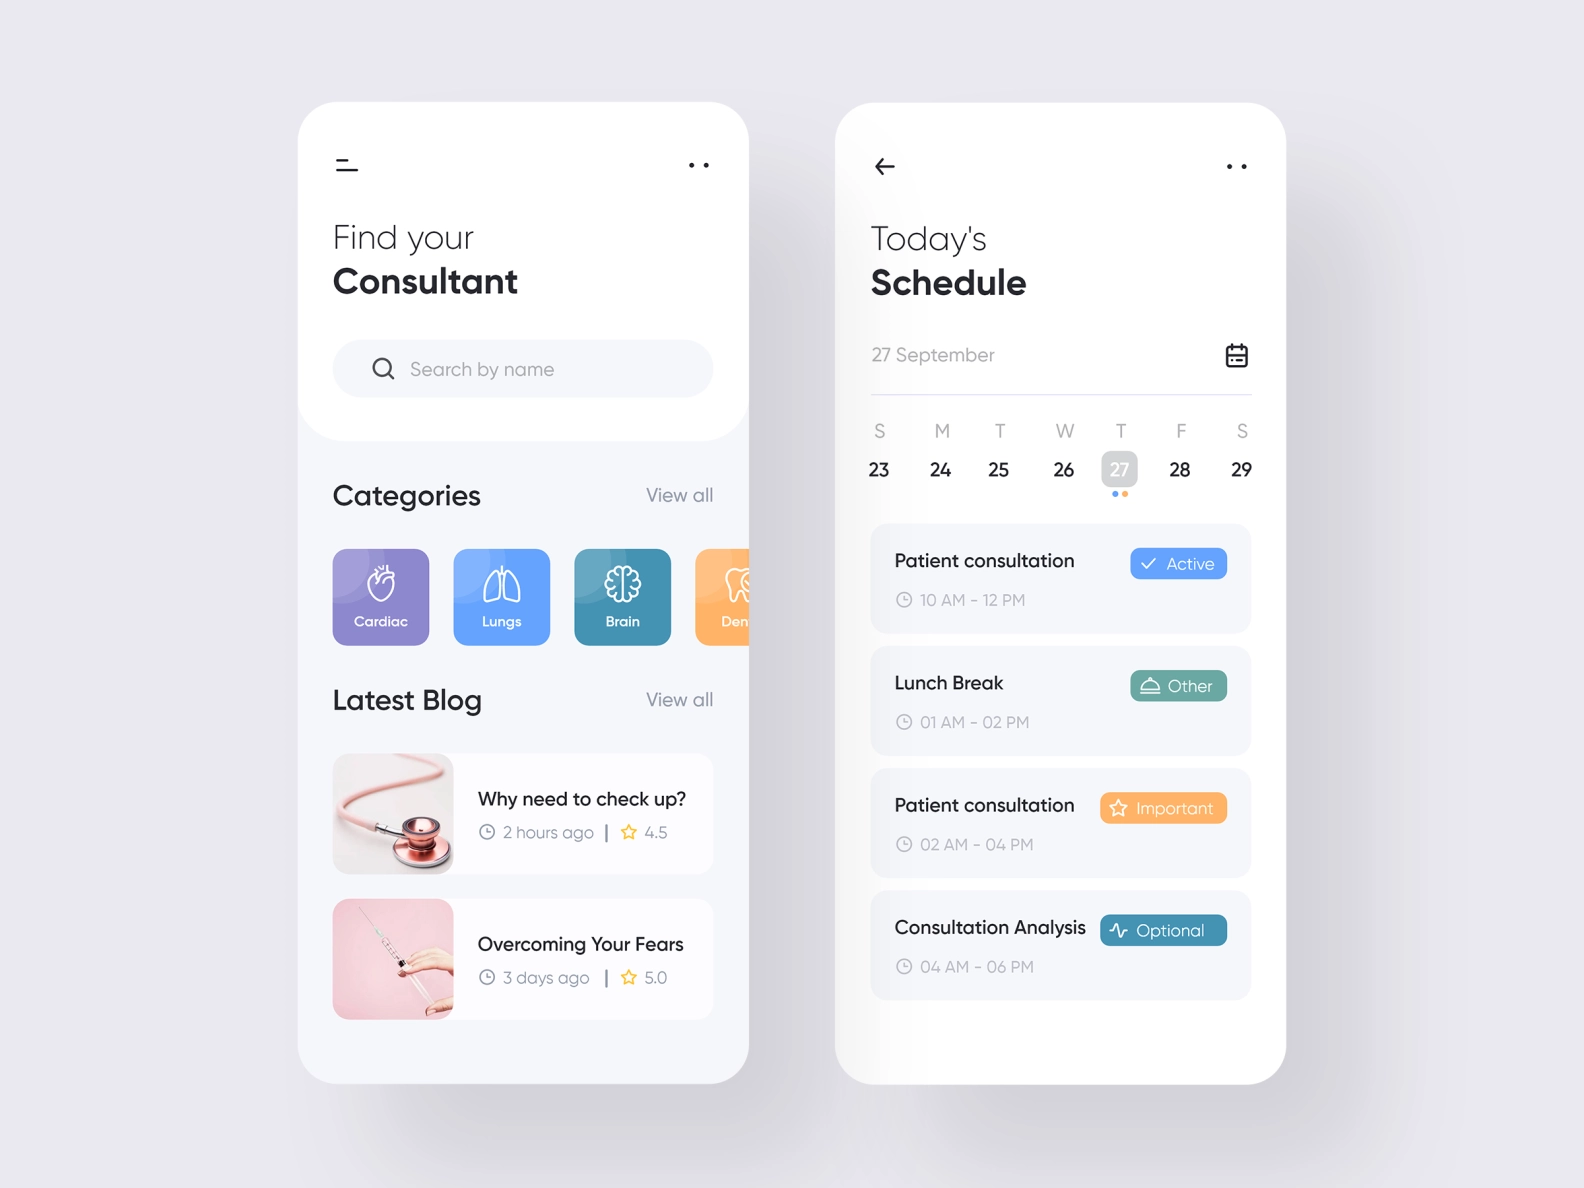 Find your
Consultant
Search by name
Categories
View all
Cardiac
Lungs
Brain
Den
Latest Blog
View all
Why need to check up?
2 hours ago | 4.5
Overcoming Your Fears
3 days ago | 5.0
Today's
Schedule
27 September
S M T W T F S
23 24 25 26 27 28 29
Patient consultation
Active
10 AM - 12 PM
Lunch Break
Other
01 AM - 02 PM
Patient consultation
Important
02 AM - 04 PM
Consultation Analysis
Optional
04 AM - 06 PM